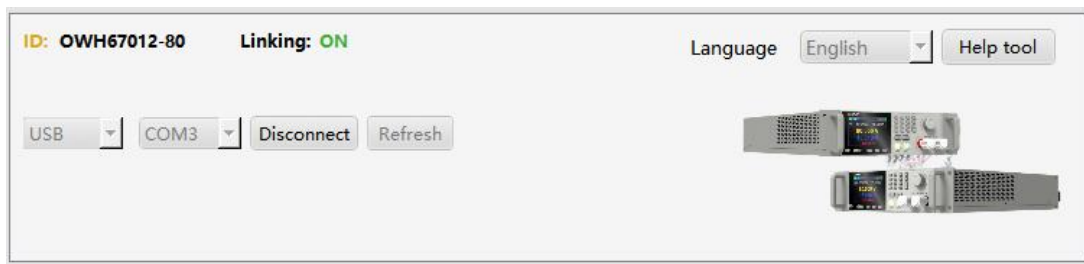 ID: OWH67012-80 Linking: ON
Language English Help tool
USB COM3 Disconnect Refresh